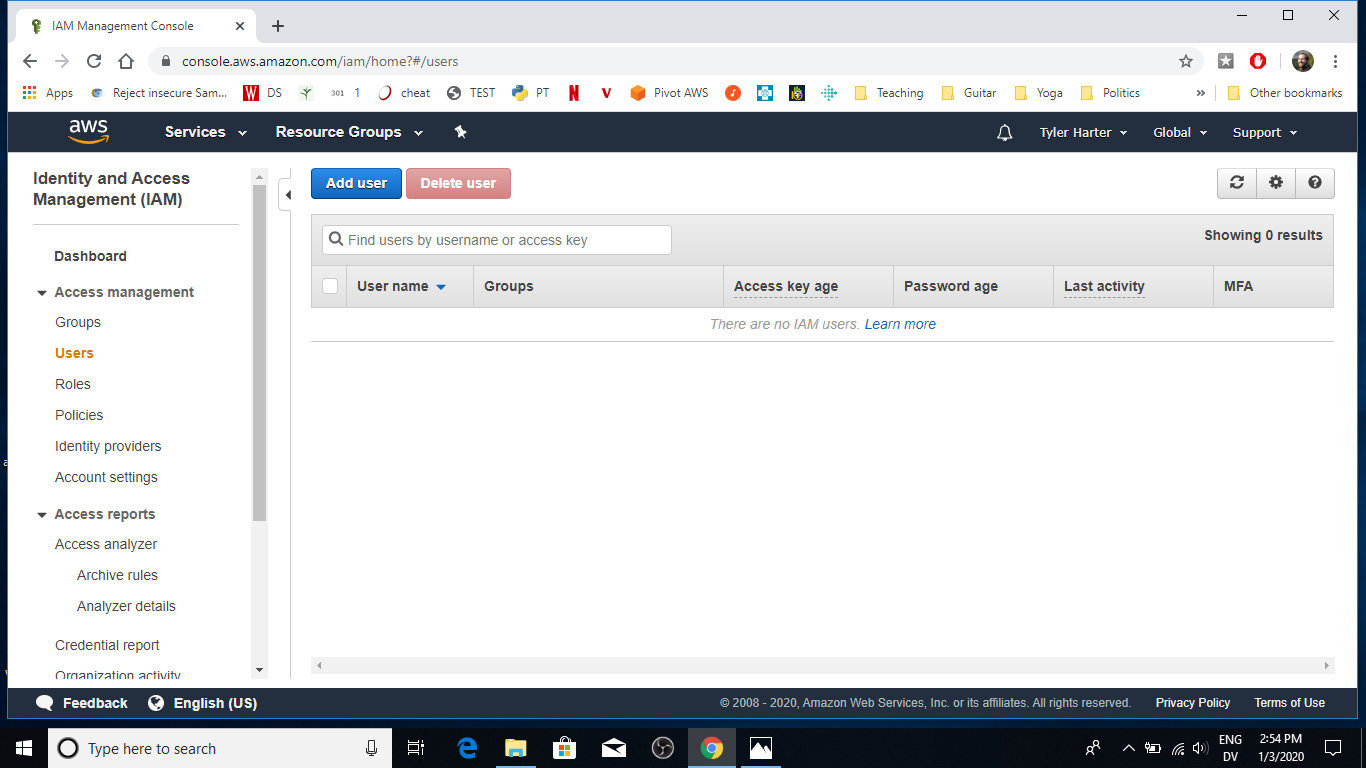 IAM Management Console
console.aws.amazon.com/iam/home?#/users
Apps Reject insecure Sam... W DS 301 1 cheat TEST PT N V Pivot AWS Teaching Guitar Yoga Politics » Other bookmarks
aws Services Resource Groups Tyler Harter Global Support
Identity and Access
Management (IAM)
Dashboard
Access management
Groups
Users
Roles
Policies
Identity providers
Account settings
Access reports
Access analyzer
Archive rules
Analyzer details
Credential report
Organization activity
Add user Delete user
Find users by username or access key
Showing 0 results
User name Groups Access key age Password age Last activity MFA
There are no IAM users. Learn more
Feedback English (US) © 2008 - 2020, Amazon Web Services, Inc. or its affiliates. All rights reserved. Privacy Policy Terms of Use
Type here to search
ENG
DV
2:54 PM
1/3/2020